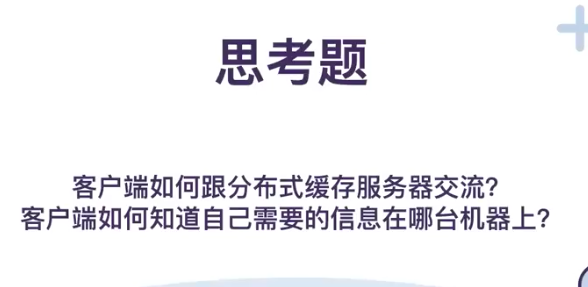 思考题
客户端如何跟分布式缓存服务器交流？
客户端如何知道自己需要的信息在哪台机器上？